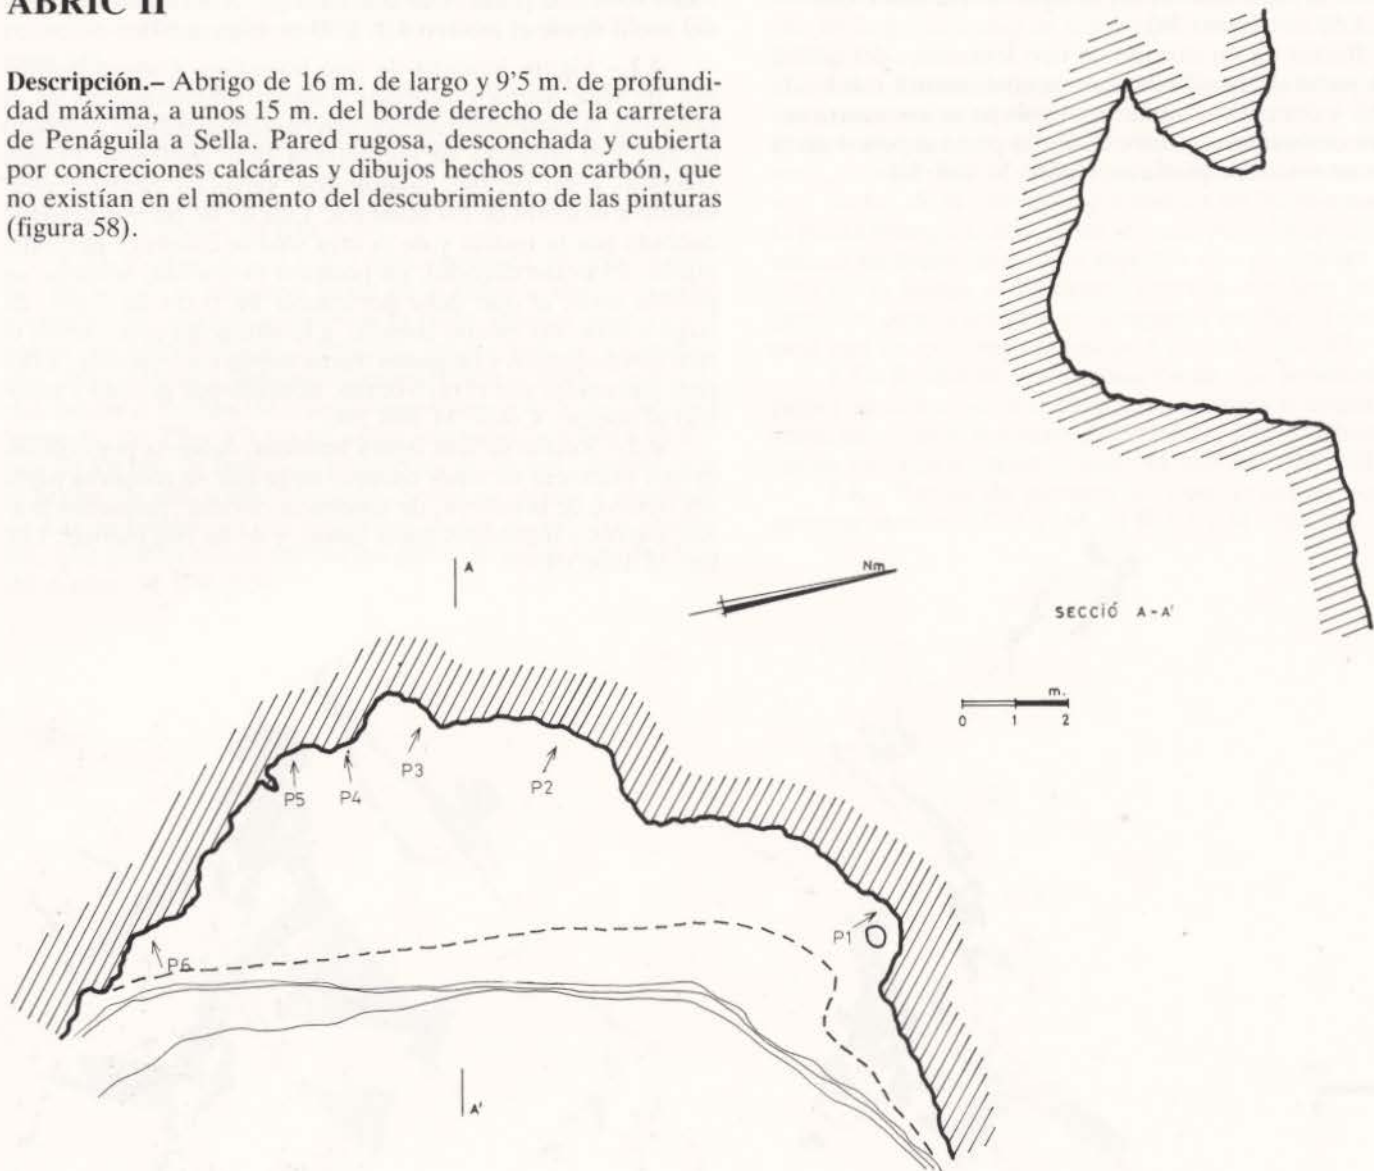 ABRIC II
Descripción.– Abrigo de 16 m. de largo y 9'5 m. de profundi-
dad máxima, a unos 15 m. del borde derecho de la carretera
de Penáguila a Sella. Pared rugosa, desconchada y cubierta
por concreciones calcáreas y dibujos hechos con carbón, que
no existían en el momento del descubrimiento de las pinturas
(figura 58).
A
Nm
SECCIÓ A-A'
m.
0 1 2
P3
P2
P5 P4
P1
P6
A'